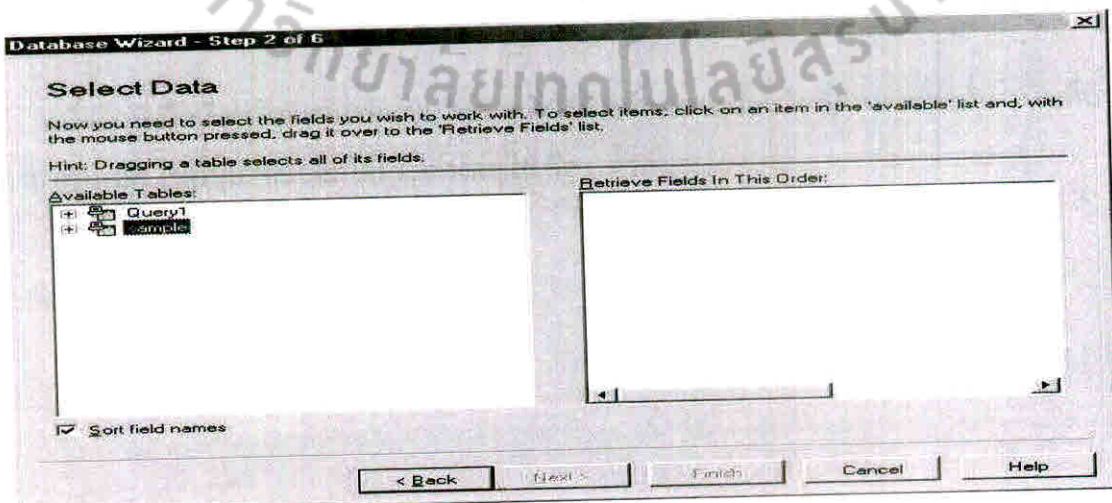 Database Wizard - Step 2 of 6
Select Data
Now you need to select the fields you wish to work with. To select items, click on an item in the 'available' list and, with
the mouse button pressed, drag it over to the 'Retrieve Fields' list.
Hint: Dragging a table selects all of its fields.
Available Tables:
Query1
sample
Retrieve Fields In This Order:
Sort field names
< Back
Next >
Finish
Cancel
Help